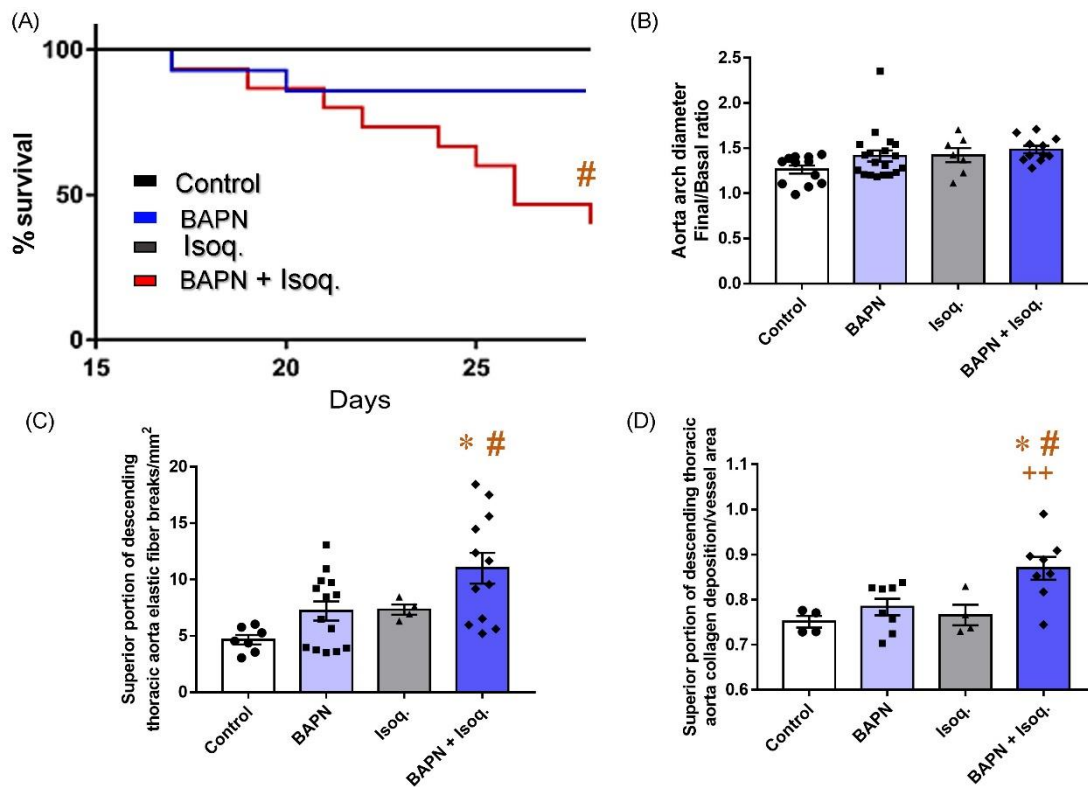 (A)
100
50
0
% survival
Control
BAPN
Isoq.
BAPN + Isoq.
#
15
20
25
Days
(B)
2.5
2.0
1.5
1.0
0.5
0.0
Aorta arch diameter
Final/Basal ratio
Control
BAPN
Isoq.
BAPN + Isoq.
(C)
20
15
10
5
0
Superior portion of descending
thoracic aorta elastic fiber breaks/mm2
* #
Control
BAPN
Isoq.
BAPN + Isoq.
(D)
1.1
1.0
0.9
0.8
0.7
0.6
Superior portion of descending thoracic
aorta collagen deposition/vessel area
* #
++
Control
BAPN
Isoq.
BAPN + Isoq.